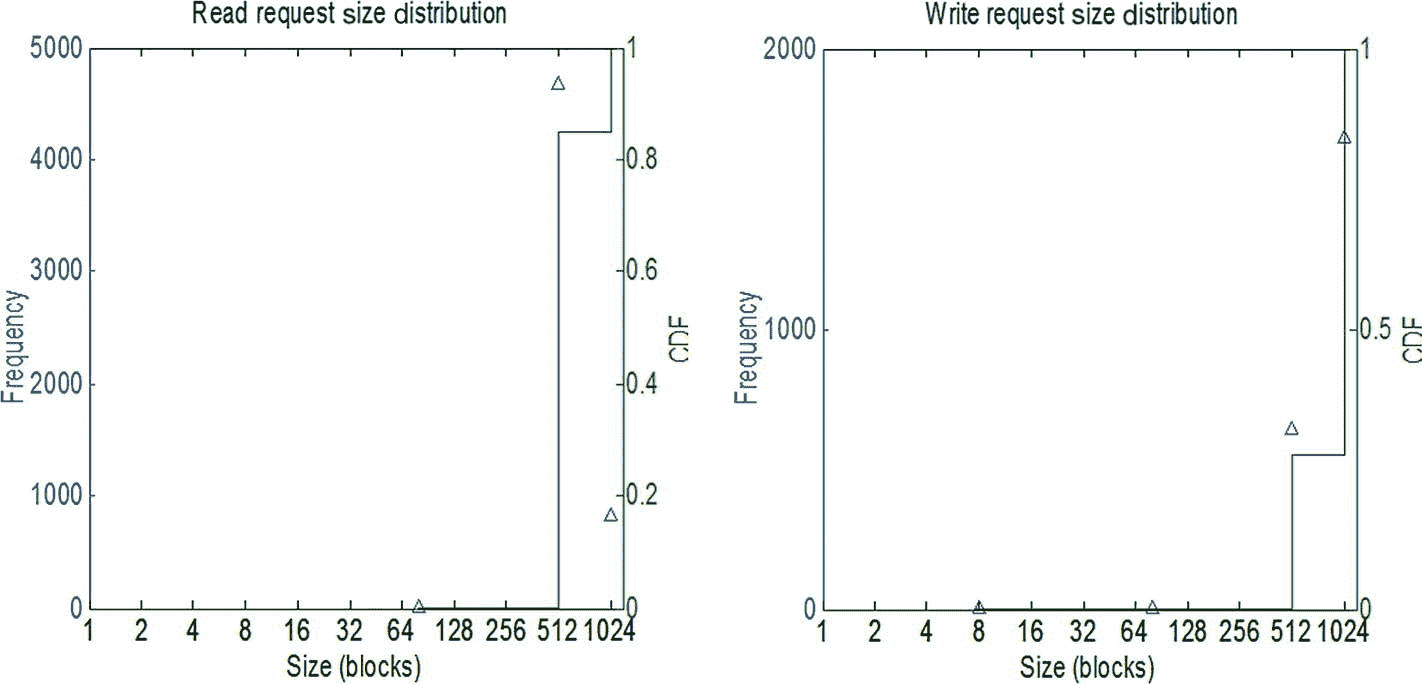 Read request size distribution
5000
4000
3000
2000
1000
0
Frequency
1
0.8
0.6
0.4
0.2
0
CDF
1 2 4 8 16 32 64 128 256 512 1024
Size (blocks)
Write request size distribution
2000
1000
0
Frequency
1
0.5
0
CDF
1 2 4 8 16 32 64 128 256 512 1024
Size (blocks)